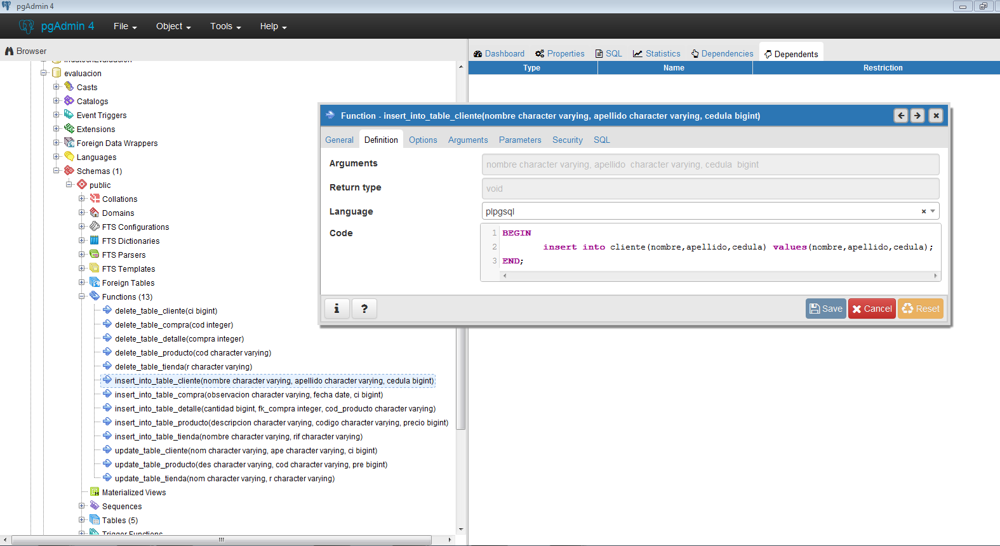 pgAdmin 4
pgAdmin 4 File Object Tools Help
Browser
Dashboard Properties SQL Statistics Dependencies Dependents
Type Name Restriction
evaluacion
Casts
Catalogs
Event Triggers
Extensions
Foreign Data Wrappers
Languages
Schemas (1)
public
Collations
Domains
FTS Configurations
FTS Dictionaries
FTS Parsers
FTS Templates
Foreign Tables
Functions (13)
delete_table_cliente(ci bigint)
delete_table_compra(cod integer)
delete_table_detalle(compra integer)
delete_table_producto(cod character varying)
delete_table_tienda(r character varying)
insert_into_table_cliente(nombre character varying, apellido character varying, cedula bigint)
insert_into_table_compra(observacion character varying, fecha date, ci bigint)
insert_into_table_detalle(cantidad bigint, fk_compra integer, cod_producto character varying)
insert_into_table_producto(descripcion character varying, codigo character varying, precio bigint)
insert_into_table_tienda(nombre character varying, rif character varying)
update_table_cliente(nom character varying, ape character varying, ci bigint)
update_table_producto(des character varying, cod character varying, pre bigint)
update_table_tienda(nom character varying, r character varying)
Materialized Views
Sequences
Tables (5)
Trigger Functions
Function - insert_into_table_cliente(nombre character varying, apellido character varying, cedula bigint)
General Definition Options Arguments Parameters Security SQL
Arguments nombre character varying, apellido character varying, cedula bigint
Return type void
Language plpgsql
Code
1 BEGIN
2 insert into cliente(nombre,apellido,cedula) values(nombre,apellido,cedula);
3 END;
i ? Save Cancel Reset